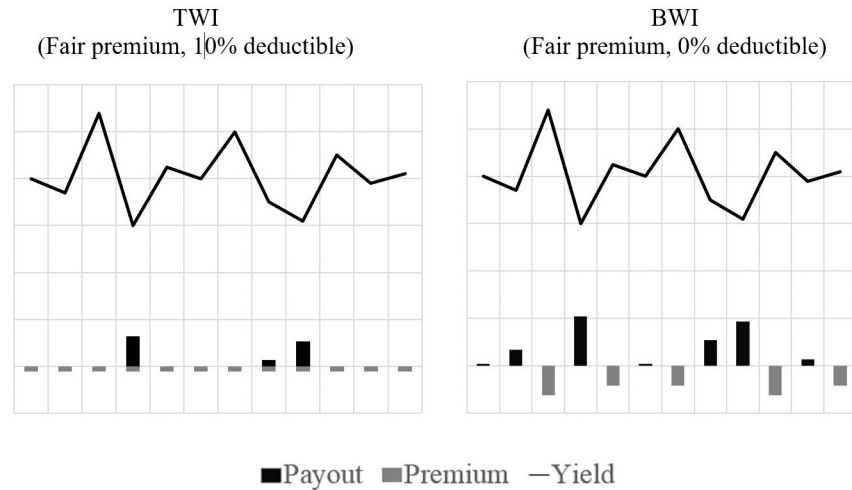 TWI
(Fair premium, 10% deductible)
BWI
(Fair premium, 0% deductible)
Payout Premium Yield